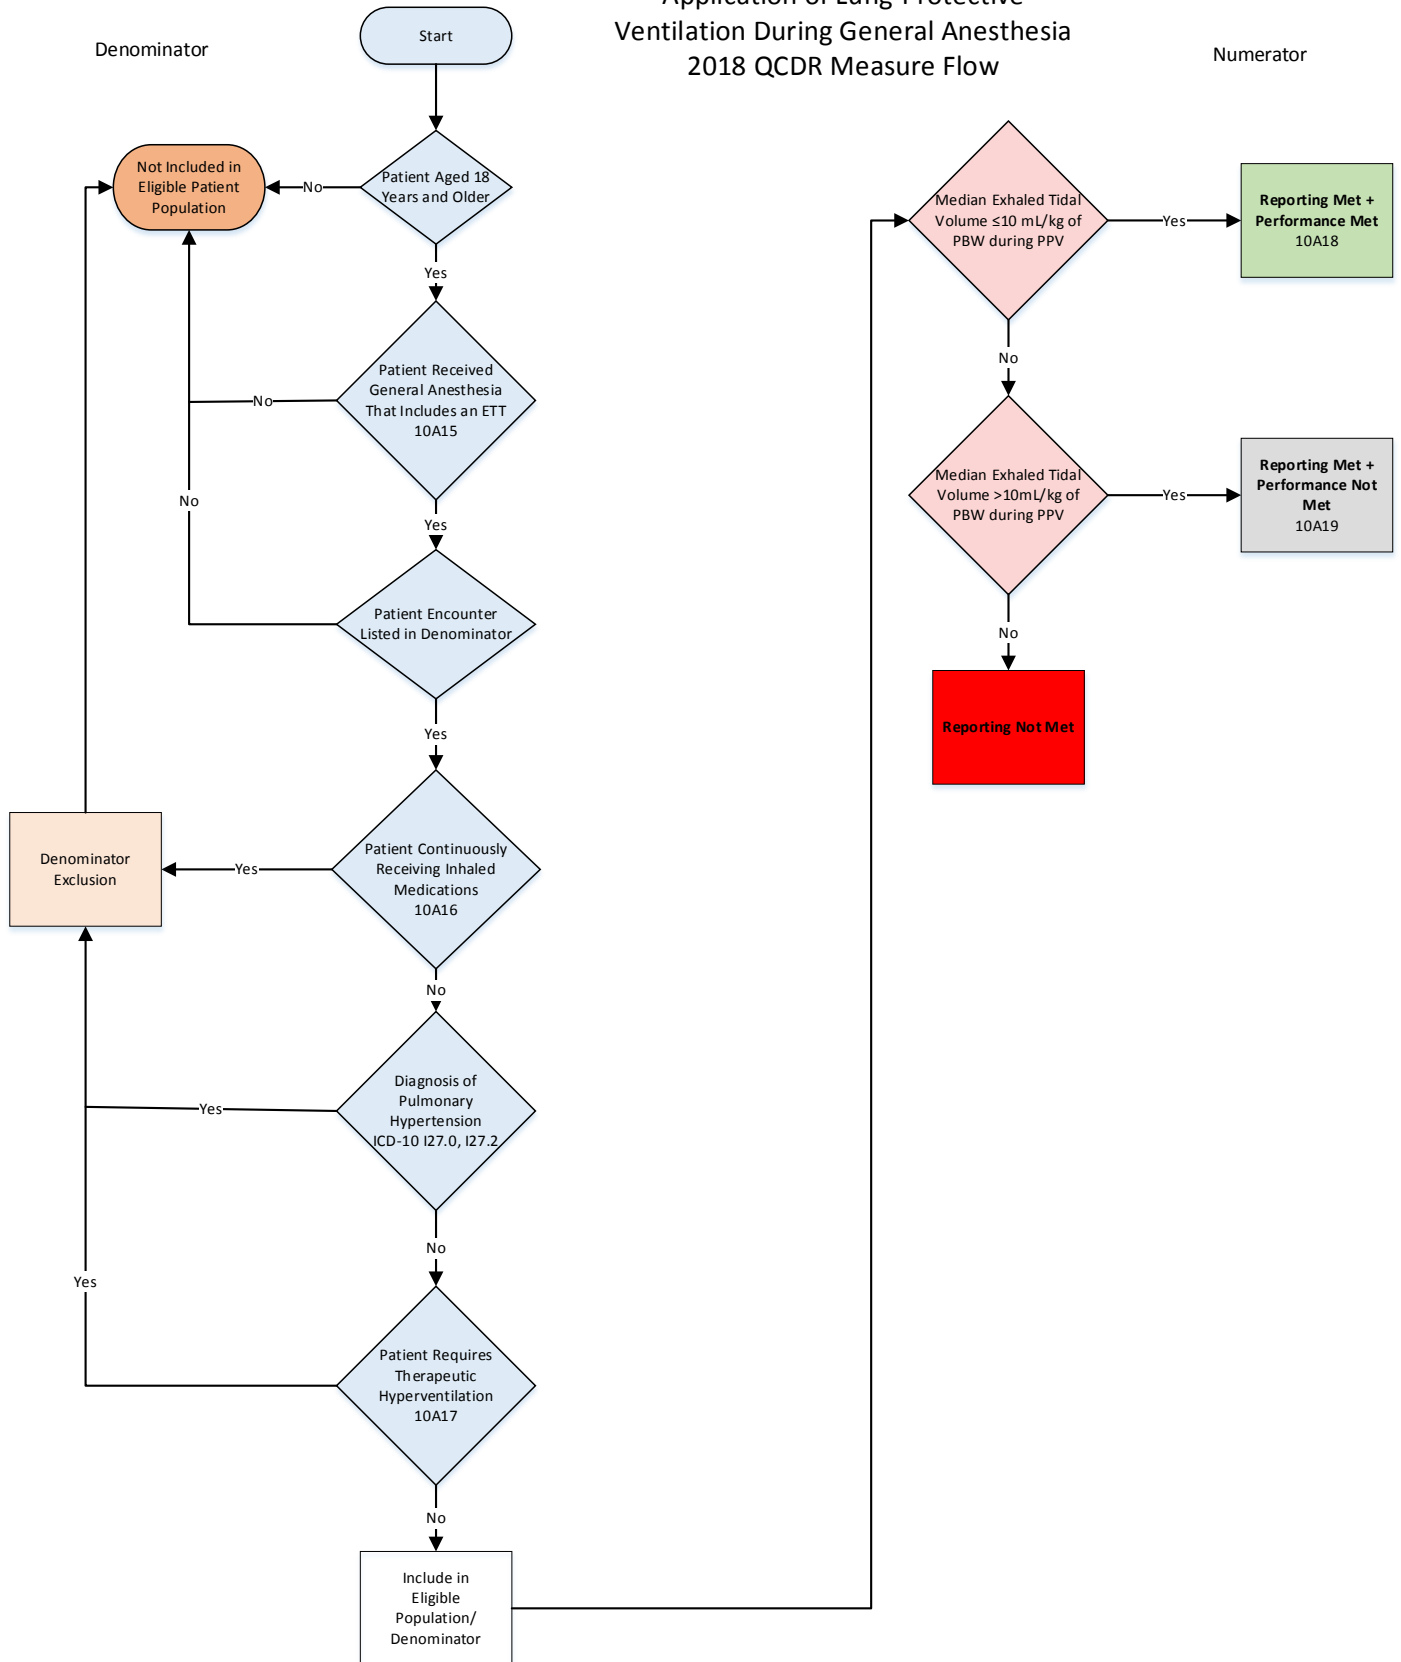 Application of Lung Protective
Ventilation During General Anesthesia
2018 QCDR Measure Flow
Denominator
Numerator
Start
Patient Aged 18
Years and Older
No
Not Included in
Eligible Patient
Population
Yes
Patient Received
General Anesthesia
That Includes an ETT
10A15
No
Yes
Patient Encounter
Listed in Denominator
No
Yes
Patient Continuously
Receiving Inhaled
Medications
10A16
Yes
Denominator
Exclusion
No
Diagnosis of
Pulmonary
Hypertension
ICD-10 I27.0, I27.2
Yes
No
Patient Requires
Therapeutic
Hyperventilation
10A17
Yes
No
Include in
Eligible
Population/
Denominator
Median Exhaled Tidal
Volume ≤10 mL/kg of
PBW during PPV
Yes
Reporting Met +
Performance Met
10A18
No
Median Exhaled Tidal
Volume >10mL/kg of
PBW during PPV
Yes
Reporting Met +
Performance Not
Met
10A19
No
Reporting Not Met